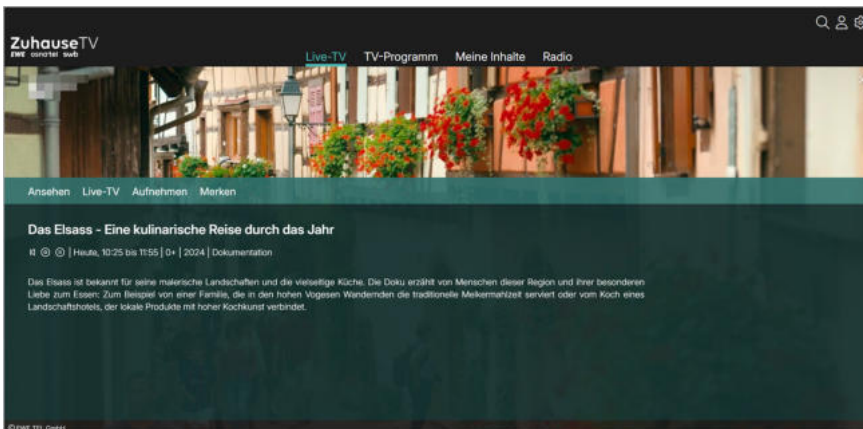 ZuhauseTV
EWE osnatel swb
Live-TV TV-Programm Meine Inhalte Radio
Ansehen Live-TV Aufnehmen Merken
Das Elsass - Eine kulinarische Reise durch das Jahr
| Heute, 10:25 bis 11:55 | 0+ | 2024 | Dokumentation
Das Elsass ist bekannt für seine malerische Landschaften und die vielseitige Küche. Die Doku erzählt von Menschen dieser Region und ihrer besonderen
Liebe zum Essen: Zum Beispiel von einer Familie, die in den hohen Vogesen Wandernden die traditionelle Melkermahlzeit serviert oder vom Koch eines
Landschaftshotels, der lokale Produkte mit hoher Kochkunst verbindet.
© EWE TEL GmbH